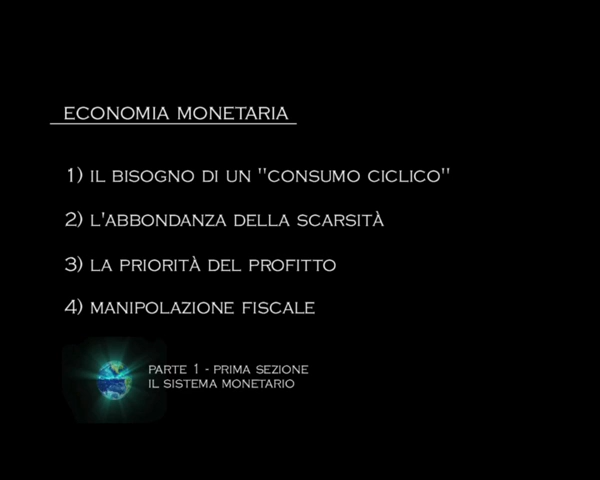 ECONOMIA MONETARIA
1) IL BISOGNO DI UN "CONSUMO CICLICO"
2) L'ABBONDANZA DELLA SCARSITÀ
3) LA PRIORITÀ DEL PROFITTO
4) MANIPOLAZIONE FISCALE
PARTE 1 - PRIMA SEZIONE
IL SISTEMA MONETARIO